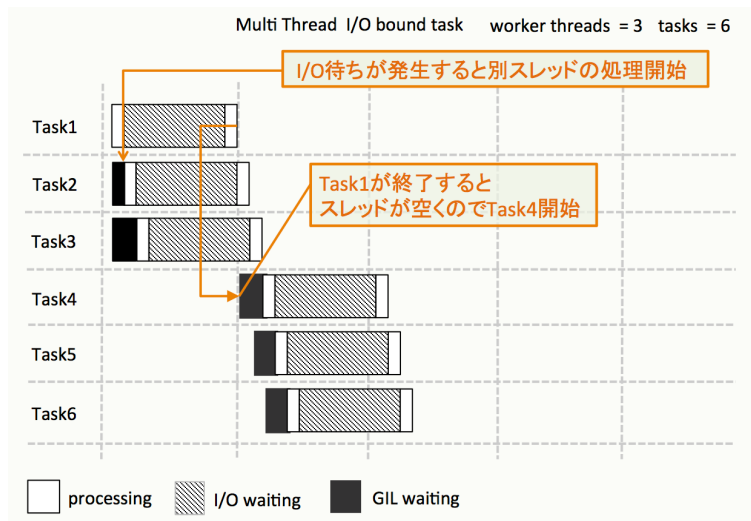 Multi Thread I/O bound task worker threads = 3 tasks = 6
I/O待ちが発生すると別スレッドの処理開始
Task1
Task2
Task1が終了すると
スレッドが空くのでTask4開始
Task3
Task4
Task5
Task6
processing
I/O waiting
GIL waiting